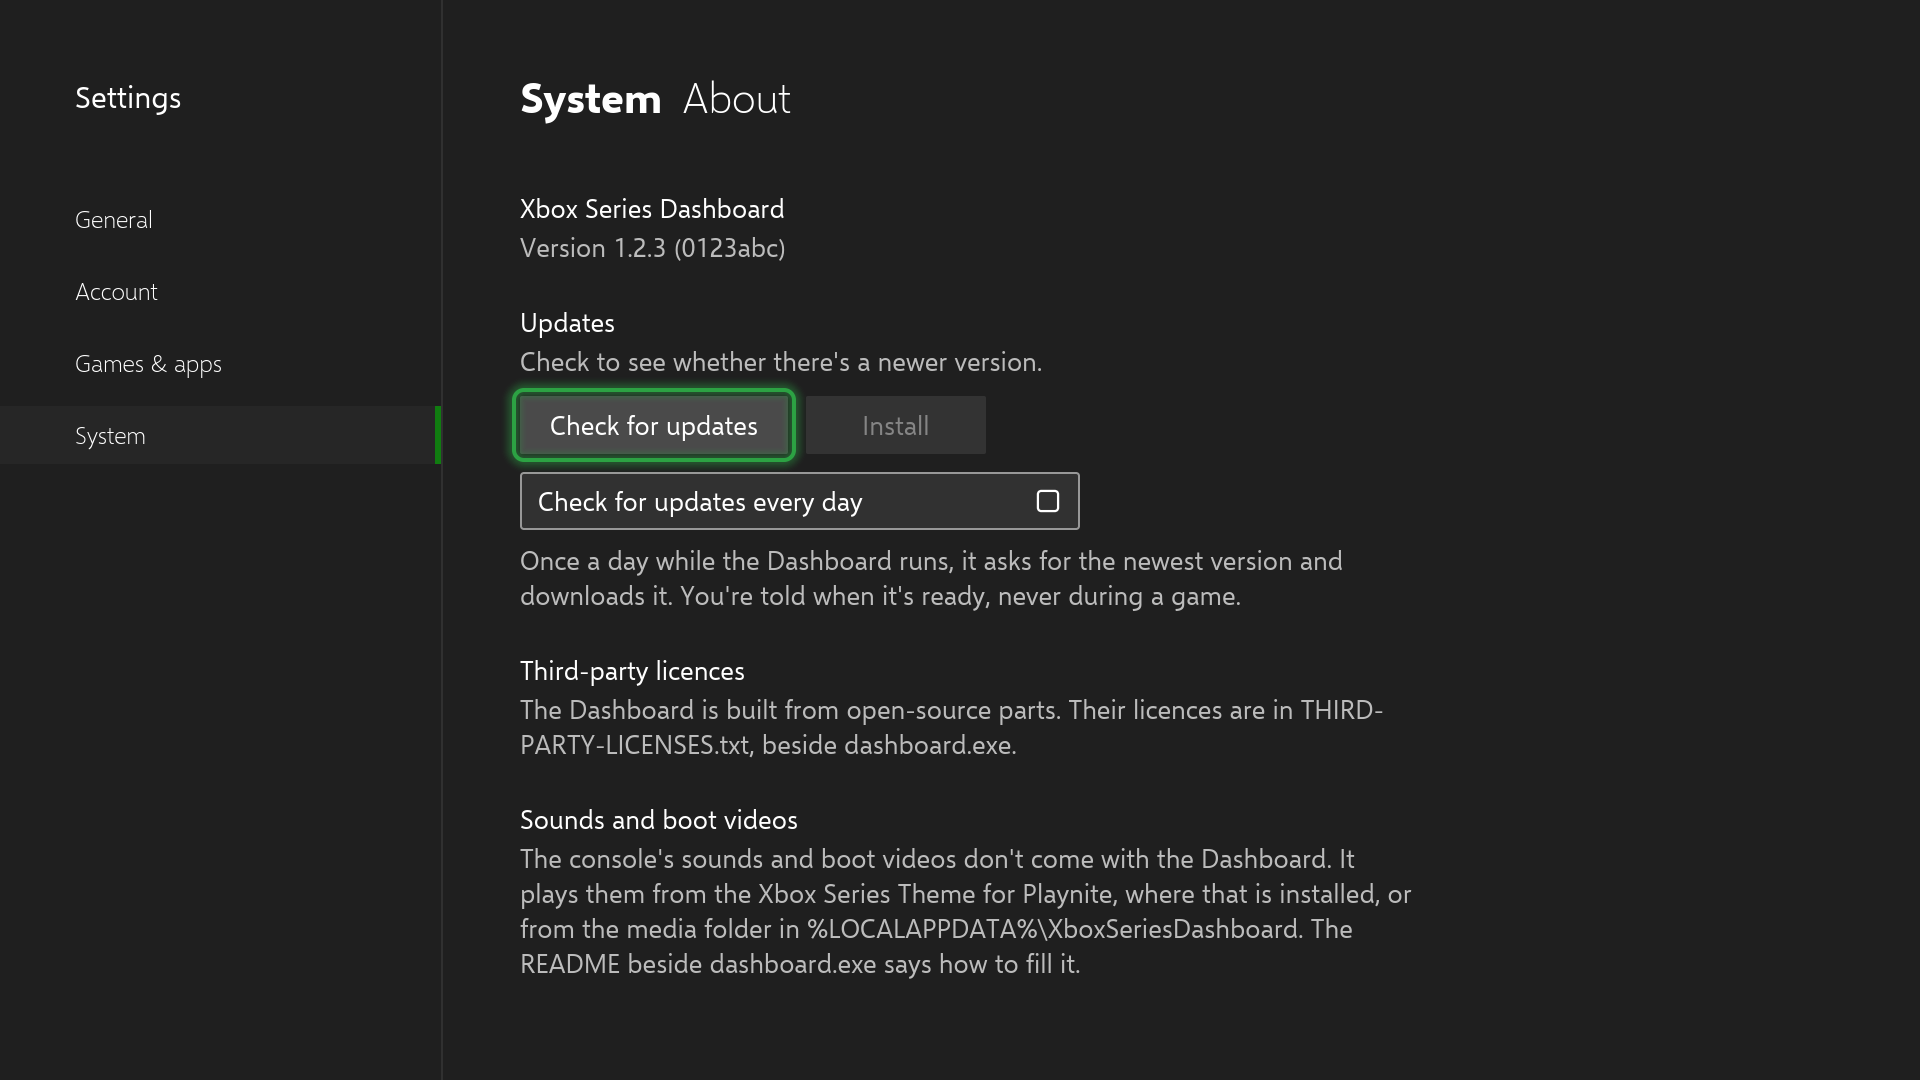 Settings
General
Account
Games & apps
System
System About
Xbox Series Dashboard
Version 1.2.3 (0123abc)
Updates
Check to see whether there's a newer version.
Check for updates
Install
Check for updates every day
Once a day while the Dashboard runs, it asks for the newest version and
downloads it. You're told when it's ready, never during a game.
Third-party licences
The Dashboard is built from open-source parts. Their licences are in THIRD-
PARTY-LICENSES.txt, beside dashboard.exe.
Sounds and boot videos
The console's sounds and boot videos don't come with the Dashboard. It
plays them from the Xbox Series Theme for Playnite, where that is installed, or
from the media folder in %LOCALAPPDATA%\XboxSeriesDashboard. The
README beside dashboard.exe says how to fill it.